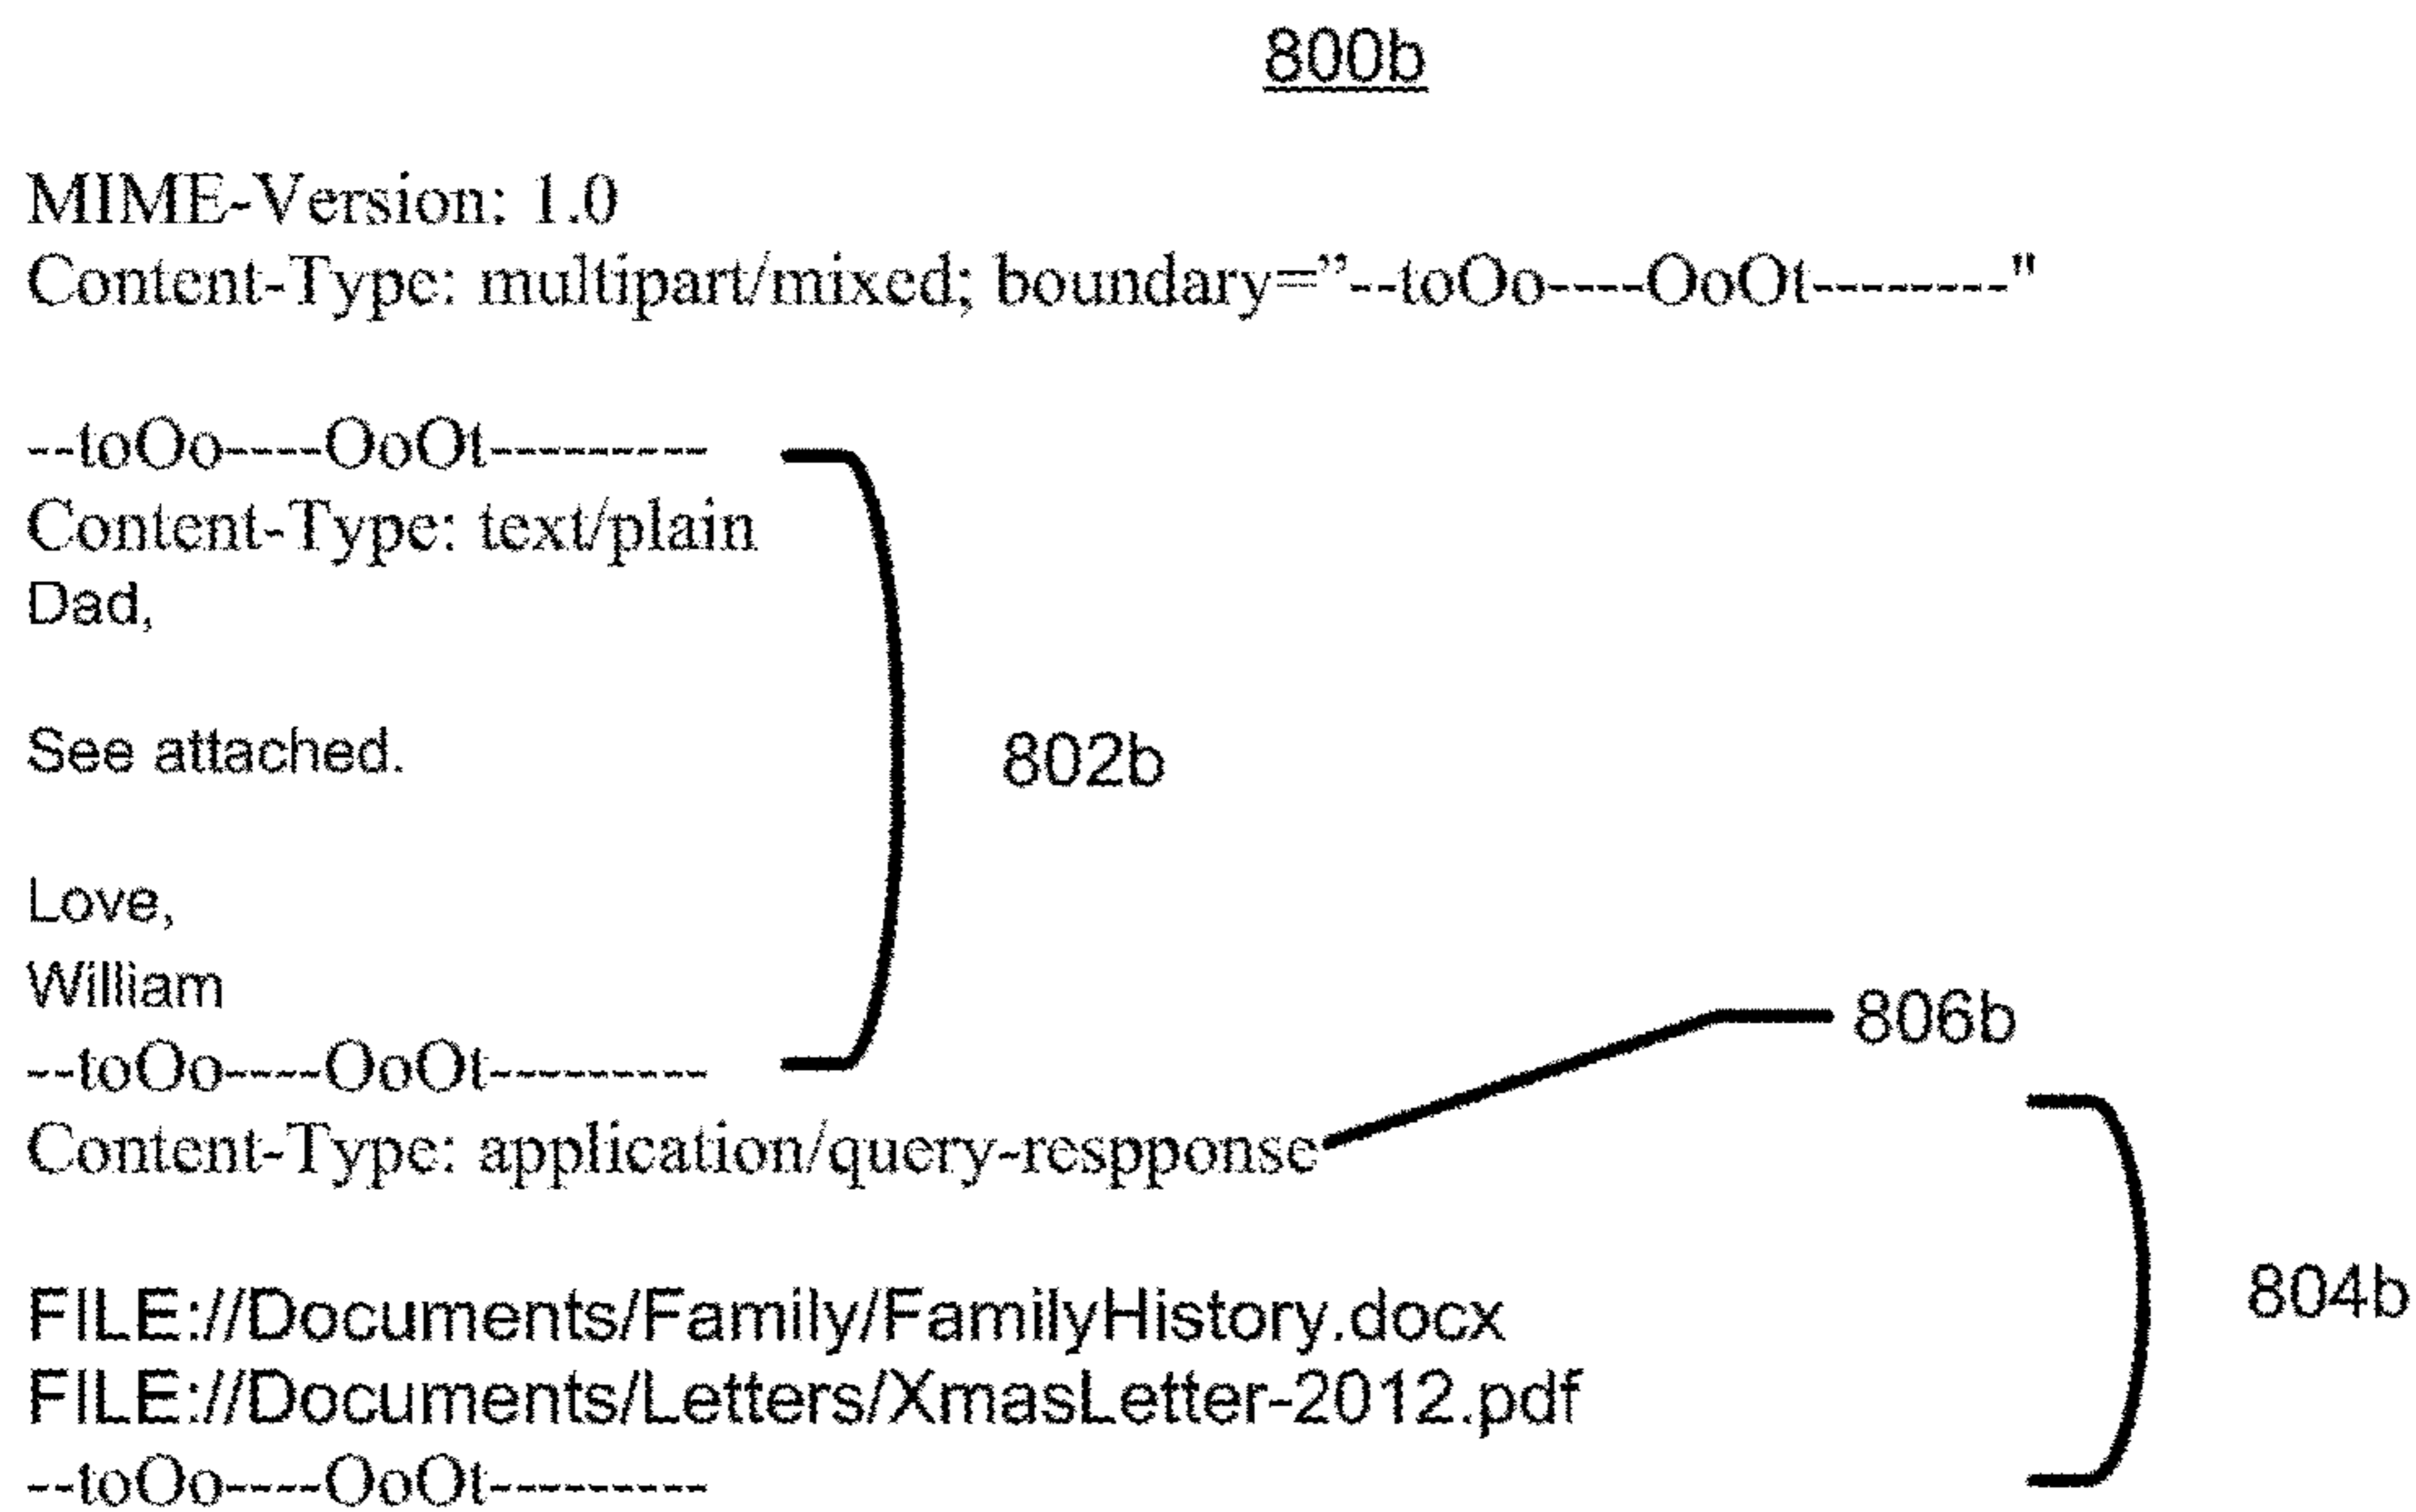 800b
MIME-Version: 1.0
Content-Type: multipart/mixed; boundary=”--toOo----OoOt--------"
--toOo----OoOt---------
Content-Type: text/plain
Dad,
See attached.
802b
Love,
William
806b
--toOo----OoOt---------
Content-Type: application/query-respponse
804b
FILE://Documents/Family/FamilyHistory.docx
FILE://Documents/Letters/XmasLetter-2012.pdf
--toOo----OoOt---------